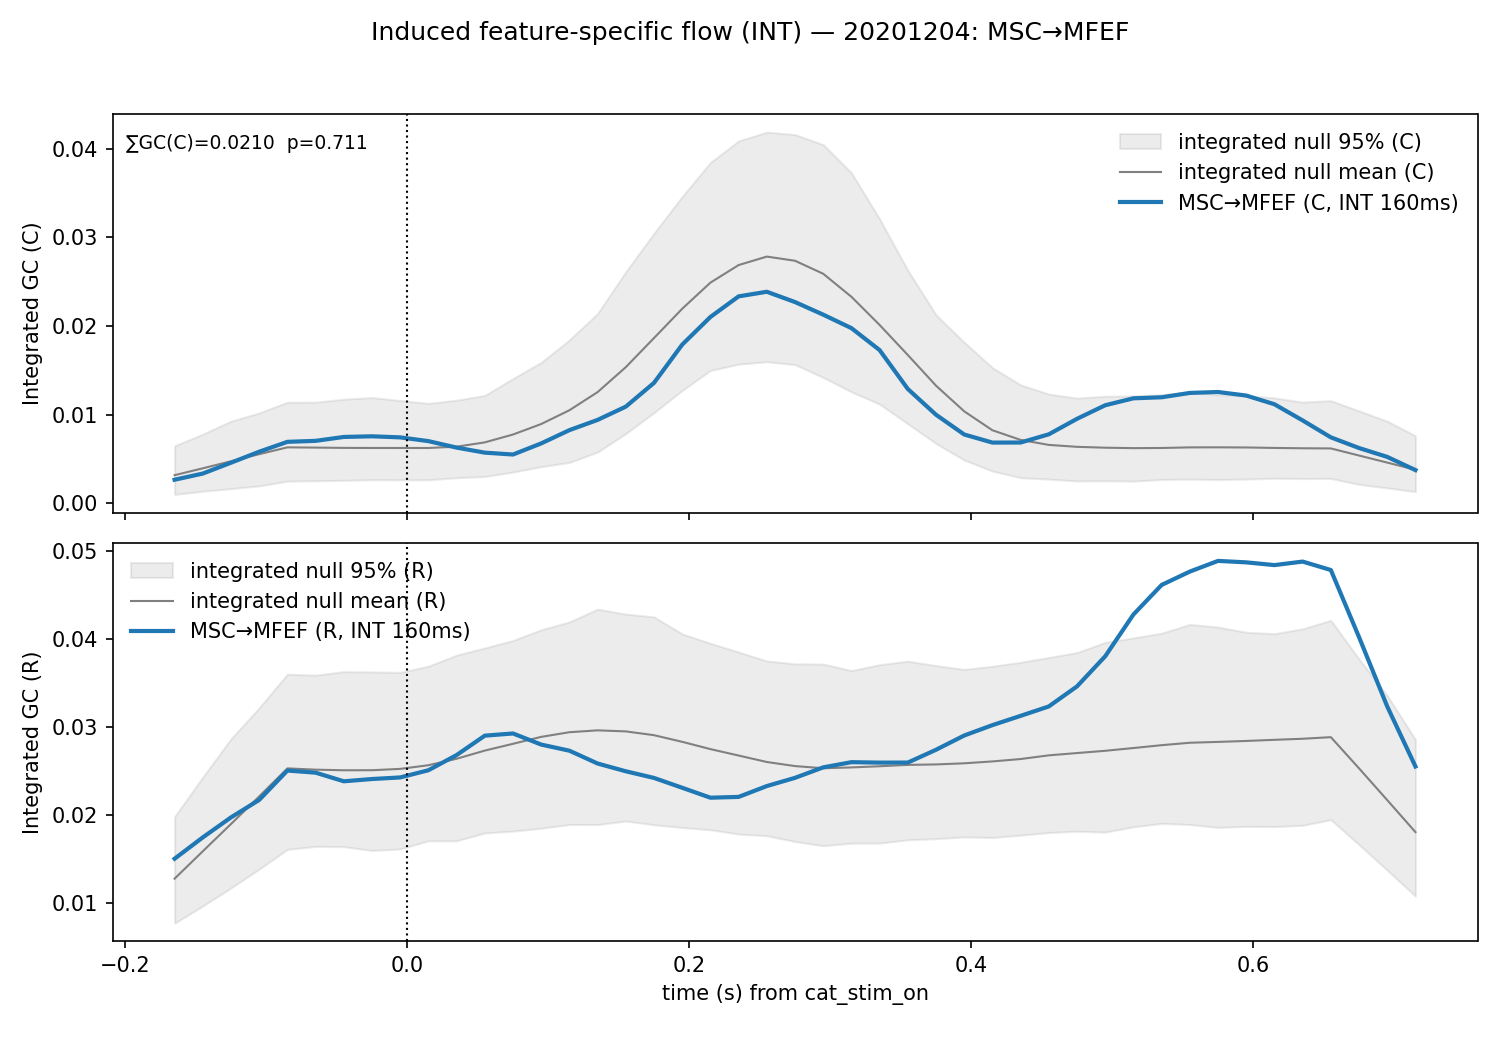 Induced feature-specific flow (INT) — 20201204: MSC→MFEF
∑GC(C)=0.0210  p=0.711
integrated null 95% (C)
integrated null mean (C)
MSC→MFEF (C, INT 160ms)
Integrated GC (C)
0.04
0.03
0.02
0.01
0.00
integrated null 95% (R)
integrated null mean (R)
MSC→MFEF (R, INT 160ms)
Integrated GC (R)
0.05
0.04
0.03
0.02
0.01
−0.2 0.0 0.2 0.4 0.6
time (s) from cat_stim_on